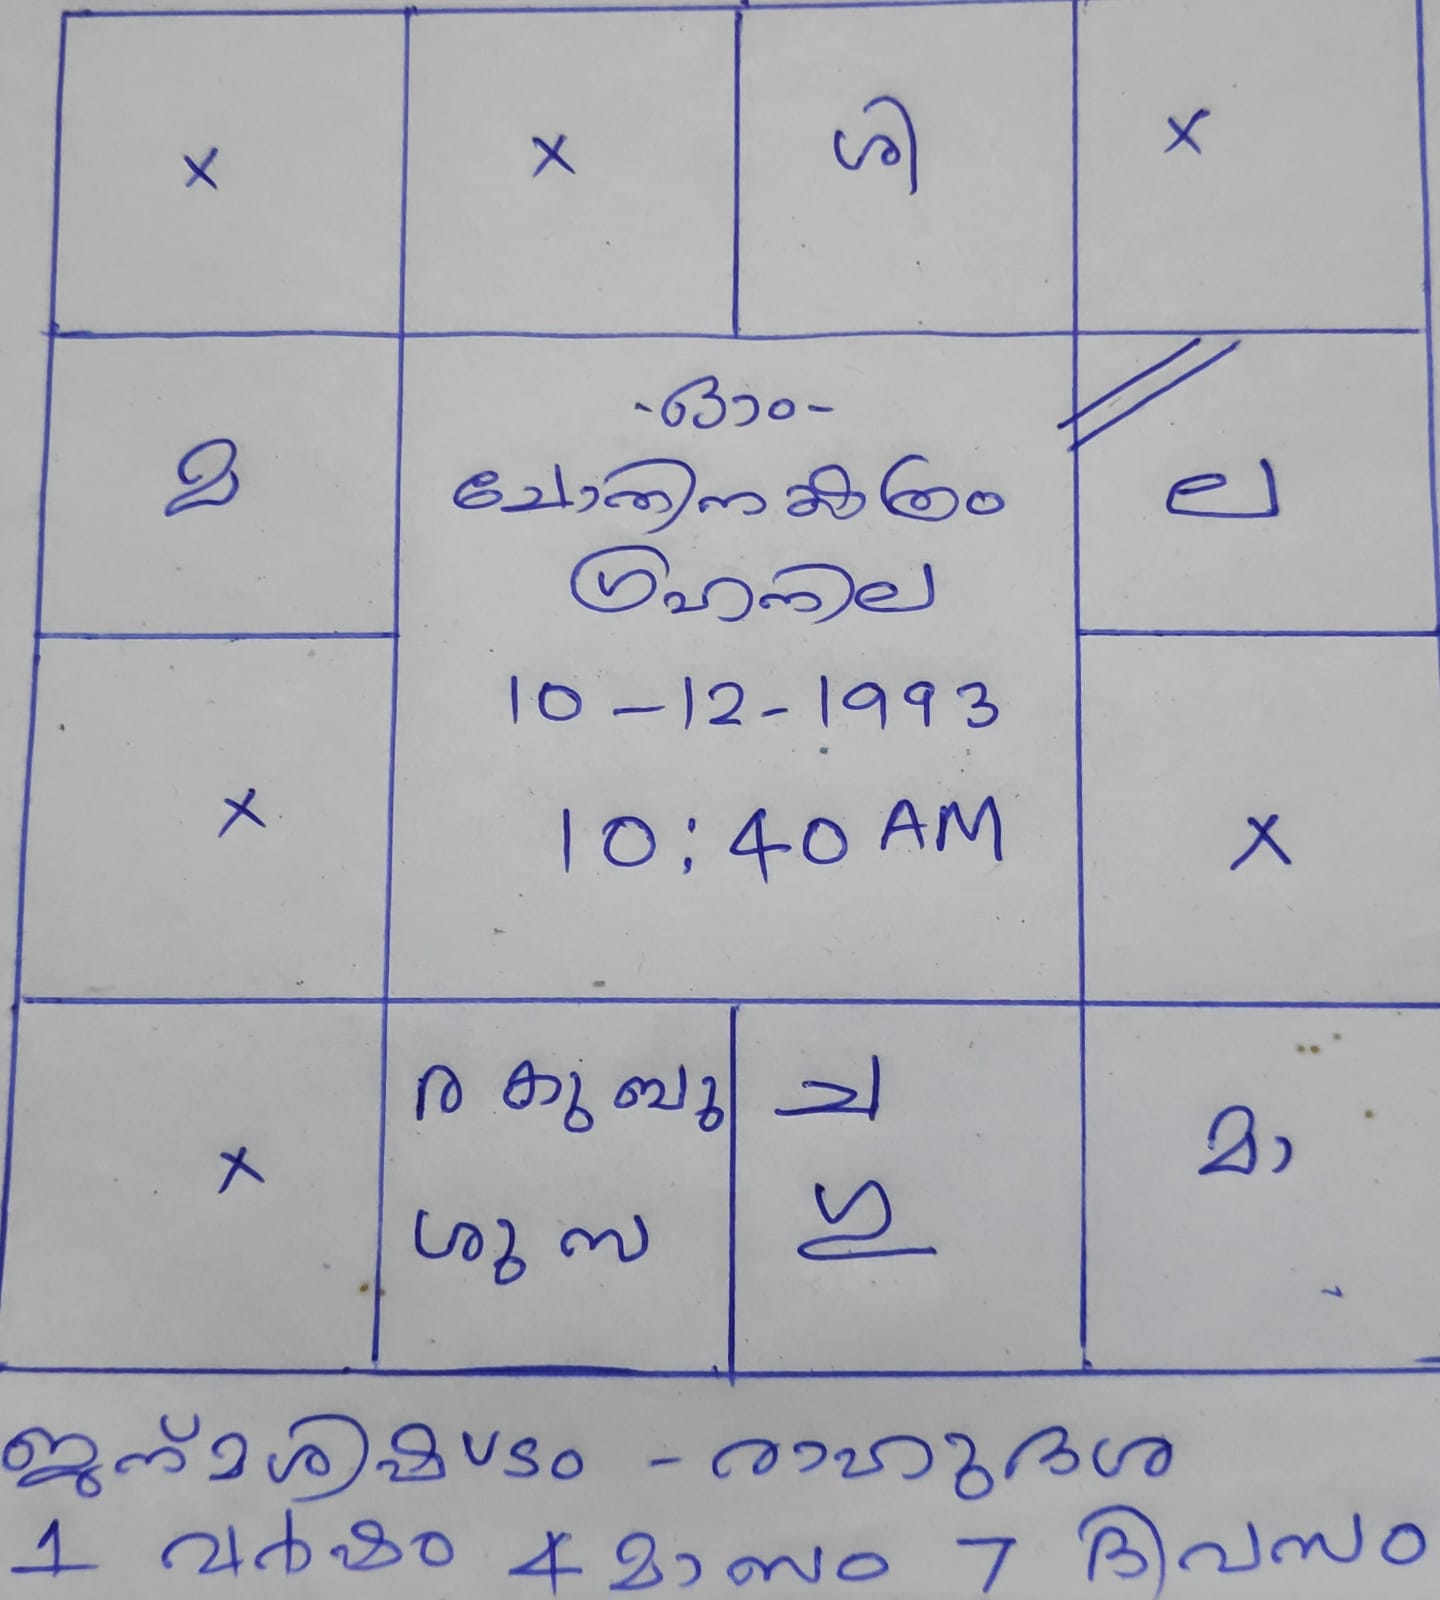 x x ശി x
-ഓം-
മ ചോതിനക്ഷത്രം ല
ഗ്രഹനില
10-12-1993
x 10:40 AM x
ര കു ബു ച
x മാ
ശു സ ഗു
ജന്മശിഷ്ടം - രാഹുദശ
1 വർഷം 4 മാസം 7 ദിവസം